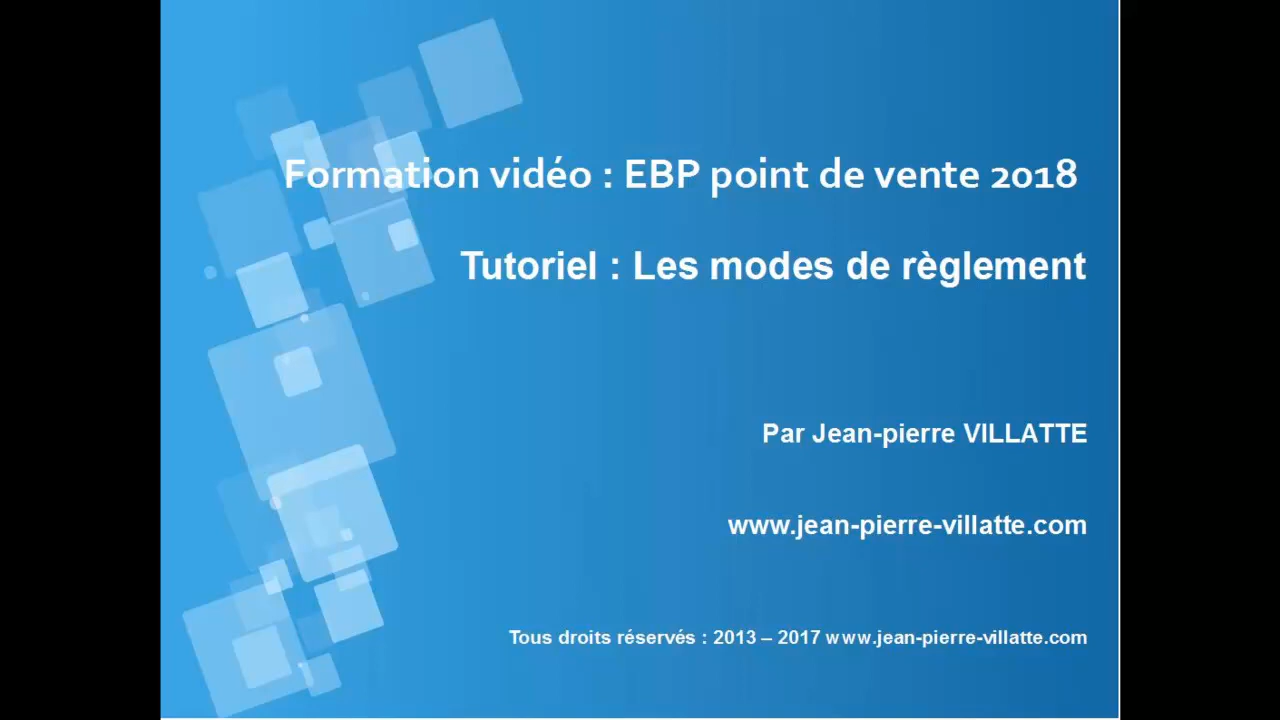 Formation vidéo : EBP point de vente 2018
Tutoriel : Les modes de règlement
Par Jean-pierre VILLATTE
www.jean-pierre-villatte.com
Tous droits réservés : 2013 – 2017 www.jean-pierre-villatte.com